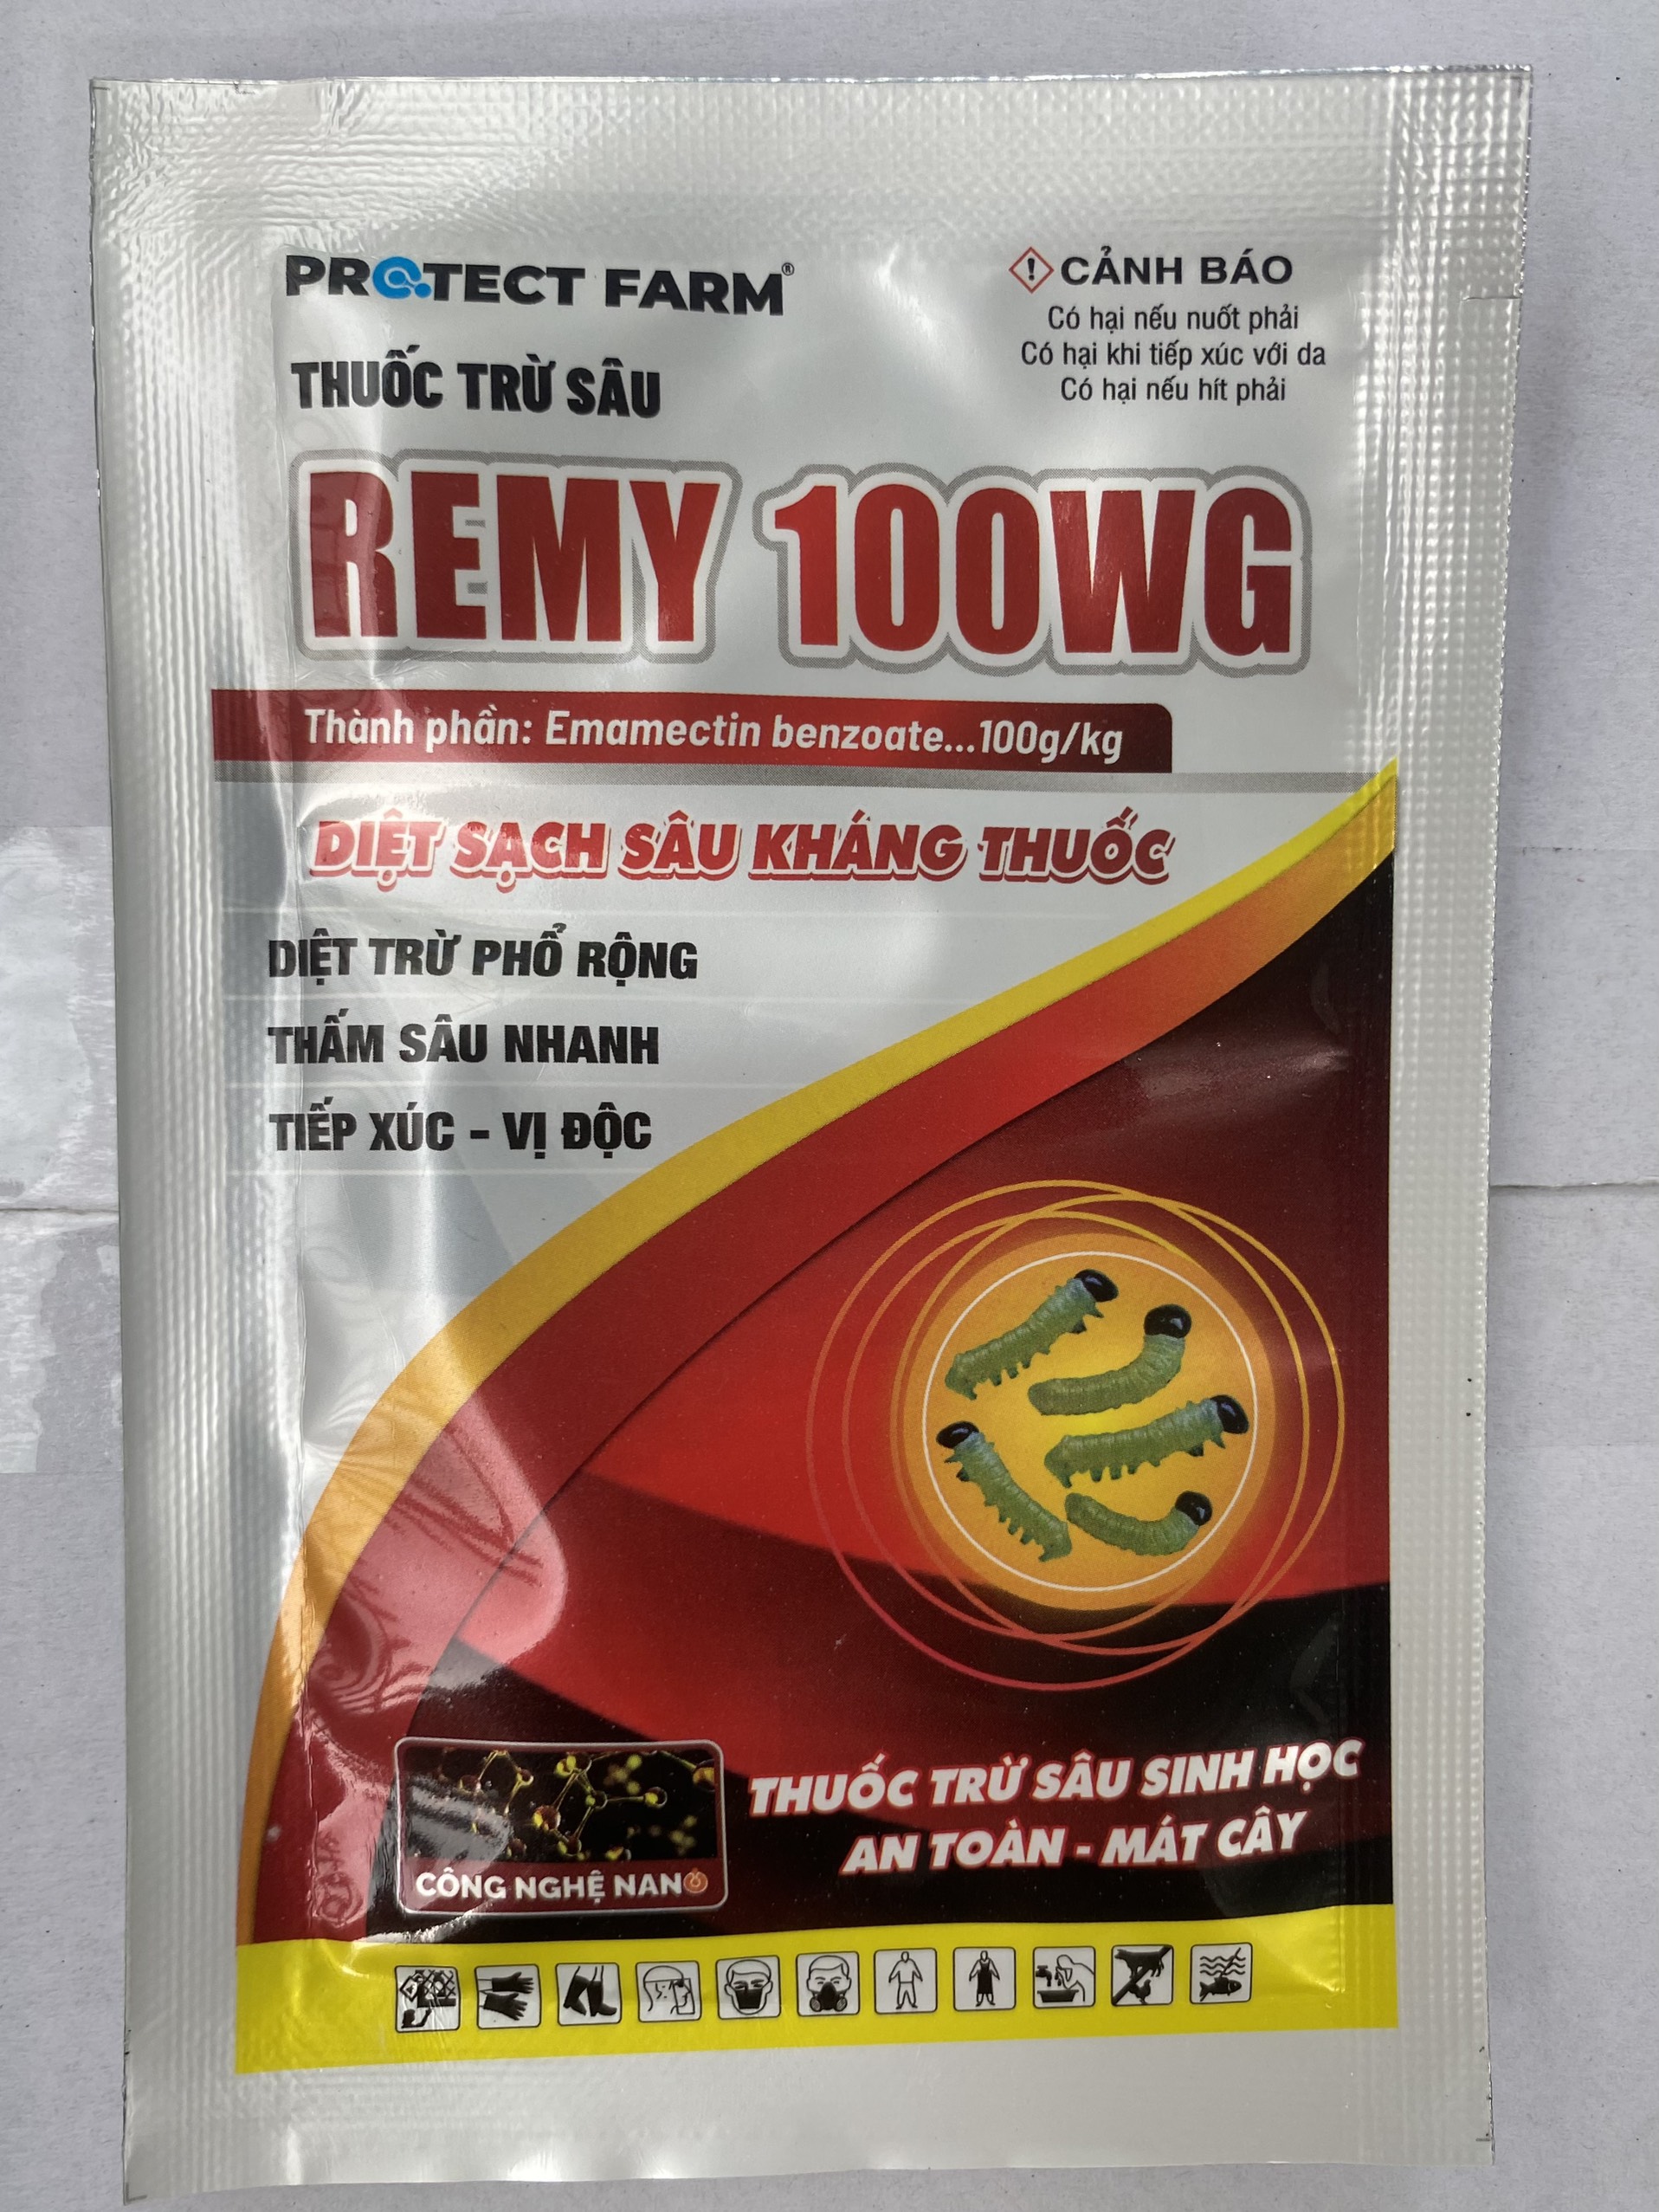 PROTECT FARM®
THUỐC TRỪ SÂU
CẢNH BÁO
Có hại nếu nuốt phải
Có hại khi tiếp xúc với da
Có hại nếu hít phải
REMY 100WG
Thành phần: Emamectin benzoate...100g/kg
DIỆT SẠCH SÂU KHÁNG THUỐC
DIỆT TRỪ PHỔ RỘNG
THẤM SÂU NHANH
TIẾP XÚC - VỊ ĐỘC
THUỐC TRỪ SÂU SINH HỌC
AN TOÀN - MÁT CÂY
CÔNG NGHỆ NANO